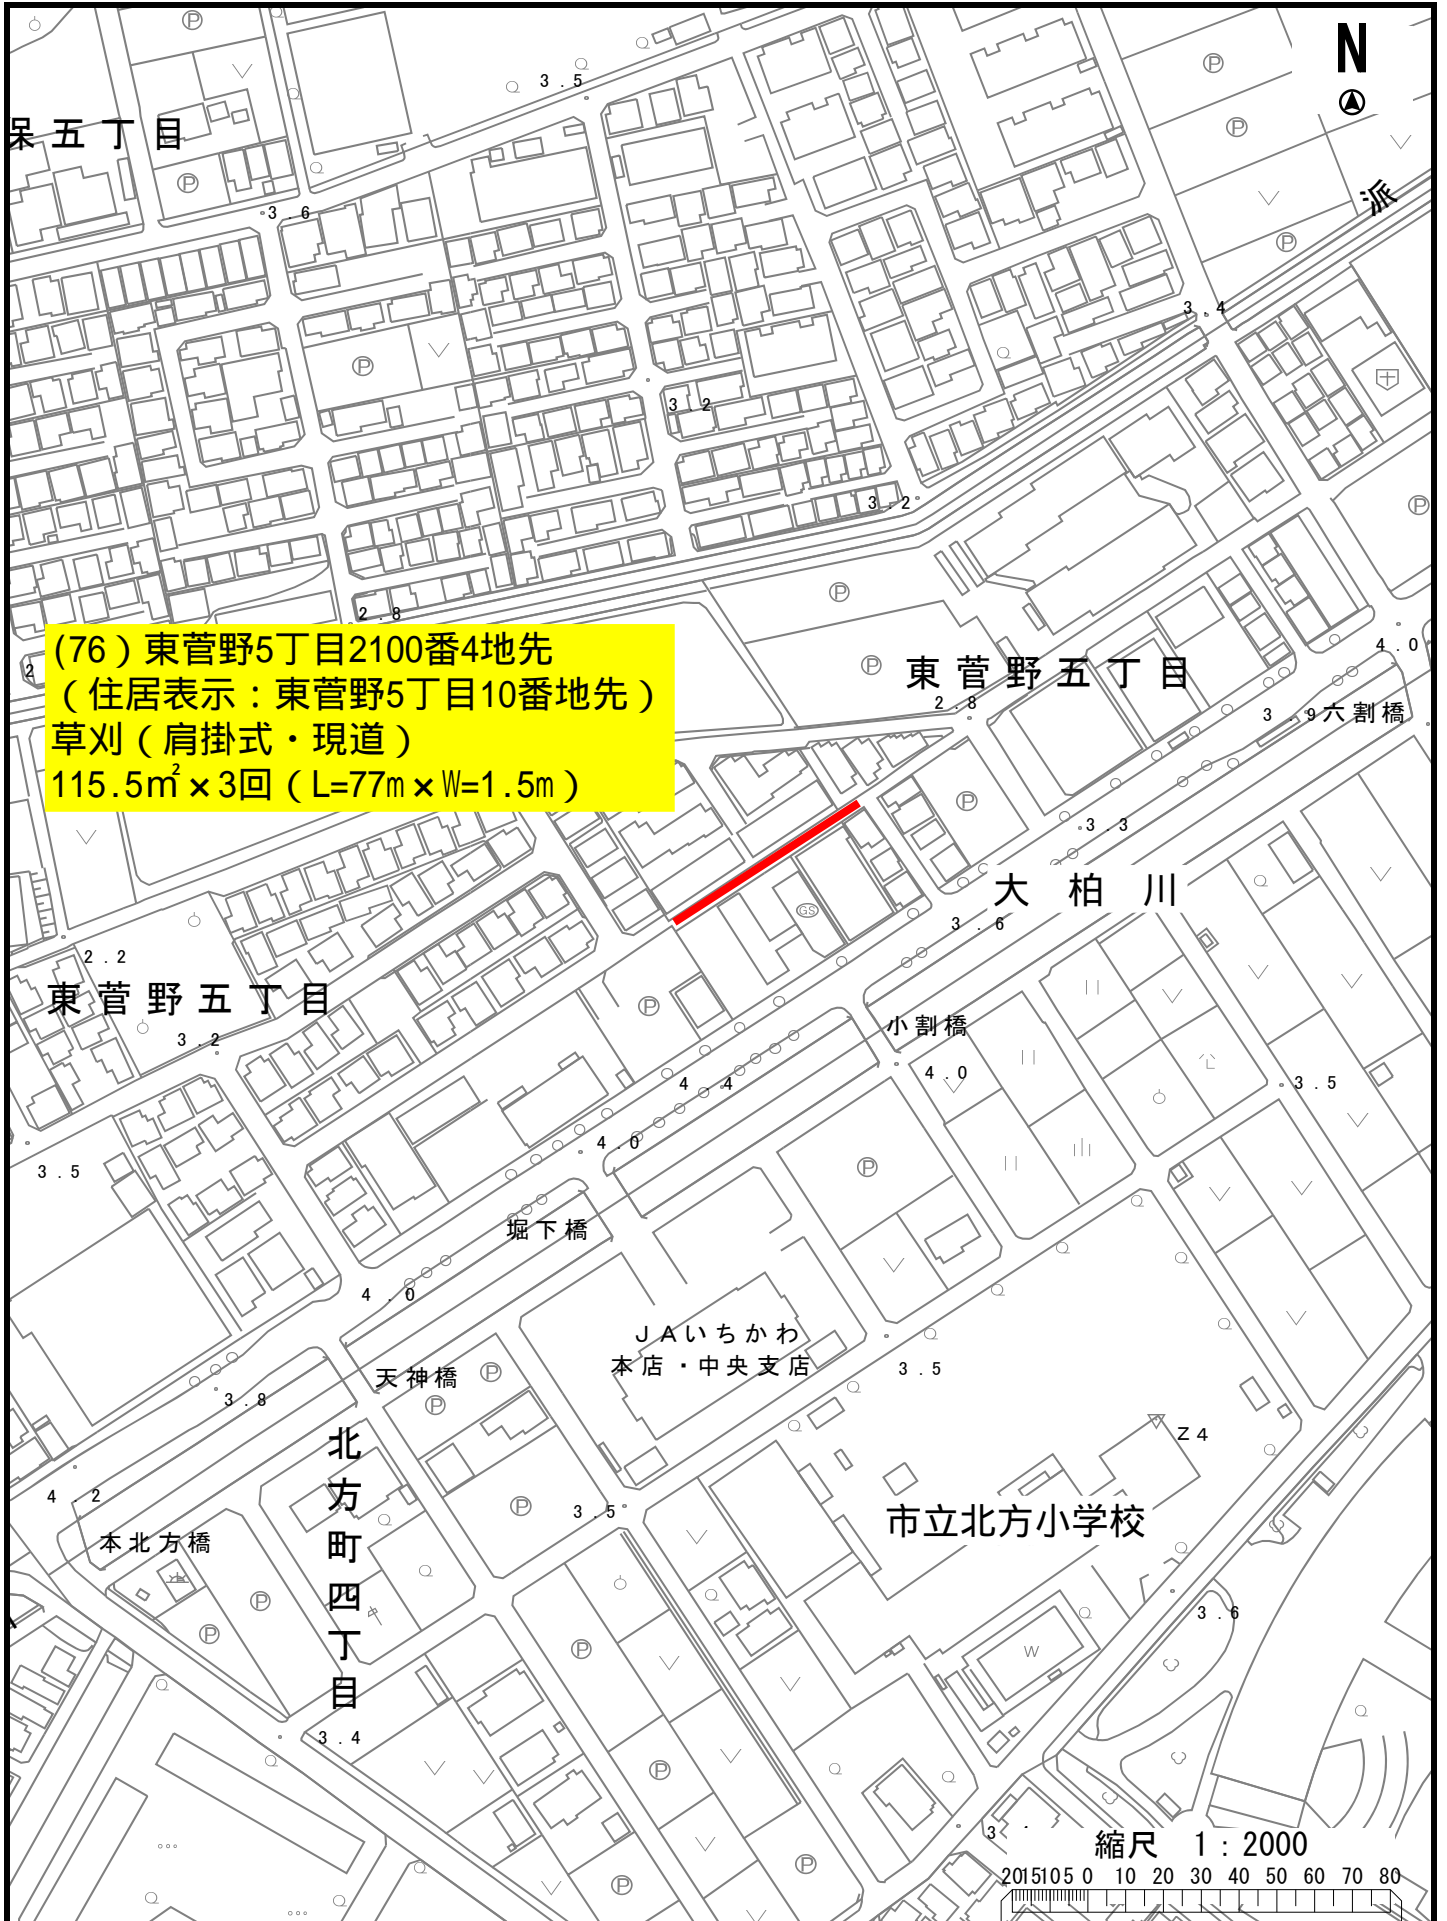 N
3.5
五丁目
3.6
派
3.4
3.2
3.2
2.8
(76)東菅野5丁目2100番4地先
(住居表示:東菅野5丁目10番地先)
草刈(肩掛式・現道)
115.5㎡×3回(L=77m×W=1.5m)
2
東菅野五丁目
4.0
2.8
3.9
六割橋
3.3
大柏川
3.6
2.2
東菅野五丁目
3.2
小割橋
4.0
4.4
3.5
4.0
3.5
堀下橋
4.0
JAいちかわ
本店・中央支店
3.5
天神橋
3.8
北方町四丁目
Z4
4.2
3.5
市立北方小学校
本北方橋
3.6
W
GS
P
3.4
縮尺 1:2000
20 15 10 5 0 10 20 30 40 50 60 70 80